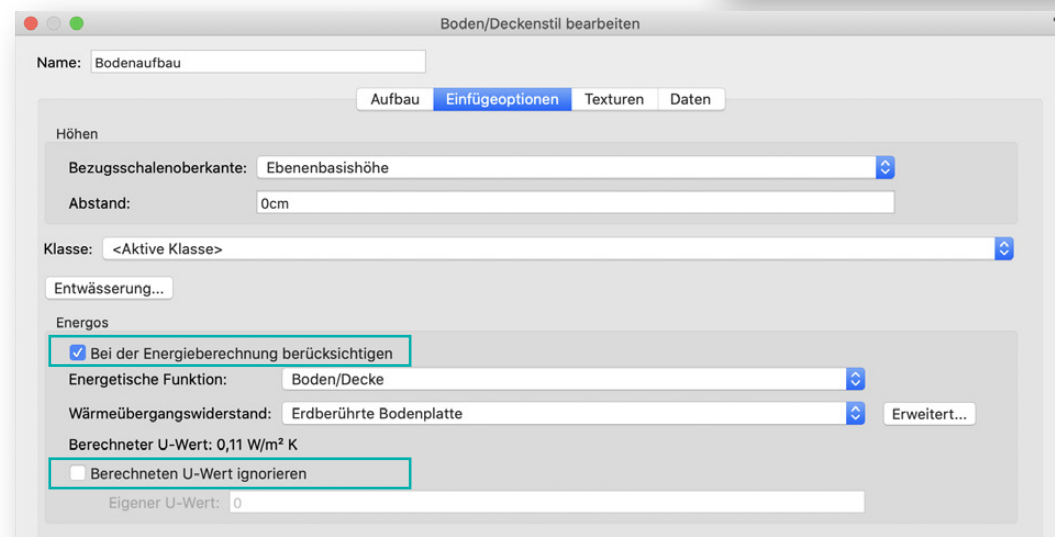 Boden/Deckenstil bearbeiten
Name: Bodenaufbau
Aufbau Einfügeoptionen Texturen Daten
Höhen
Bezugsschalenoberkante: Ebenenbasishöhe
Abstand: 0cm
Klasse: <Aktive Klasse>
Entwässerung...
Energos
Bei der Energieberechnung berücksichtigen
Energetische Funktion: Boden/Decke
Wärmeübergangswiderstand: Erdberührte Bodenplatte Erweitert...
Berechneter U-Wert: 0,11 W/m² K
Berechneten U-Wert ignorieren
Eigener U-Wert: 0